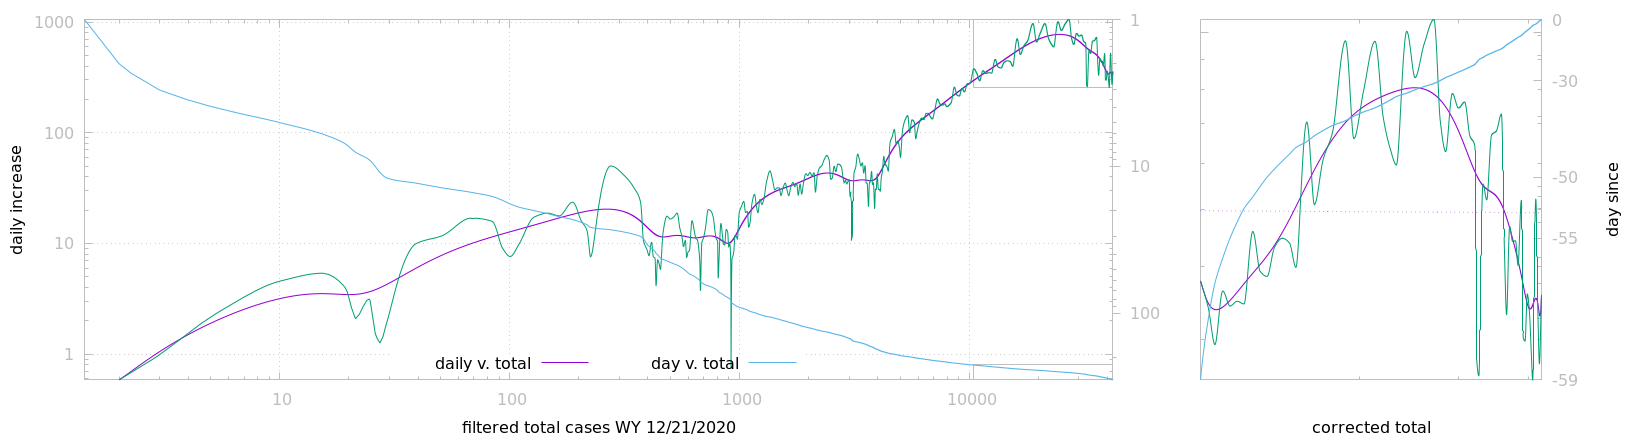 1000
100
10
1
daily increase
10
100
1000
10000
1
10
100
daily v. total
day v. total
filtered total cases WY 12/21/2020
0
-30
-50
-55
-59
day since
corrected total